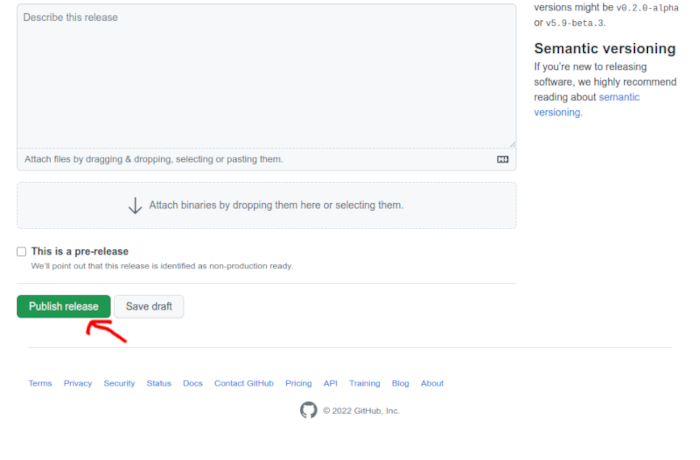 Describe this release
Attach files by dragging & dropping, selecting or pasting them.
Attach binaries by dropping them here or selecting them.
This is a pre-release
We'll point out that this release is identified as non-production ready.
Publish release
Save draft
versions might be v0.2.0-alpha
or v5.9-beta.3.
Semantic versioning
If you're new to releasing
software, we highly recommend
reading about semantic
versioning.
Terms Privacy Security Status Docs Contact GitHub Pricing API Training Blog About
© 2022 GitHub, Inc.